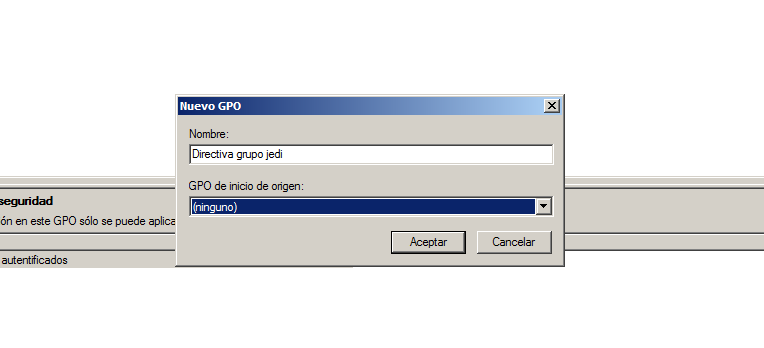 Nuevo GPO
Nombre:
Directiva grupo jedi
GPO de inicio de origen:
(ninguno)
Aceptar
Cancelar
seguridad
ón en este GPO sólo se puede aplica
autentificados